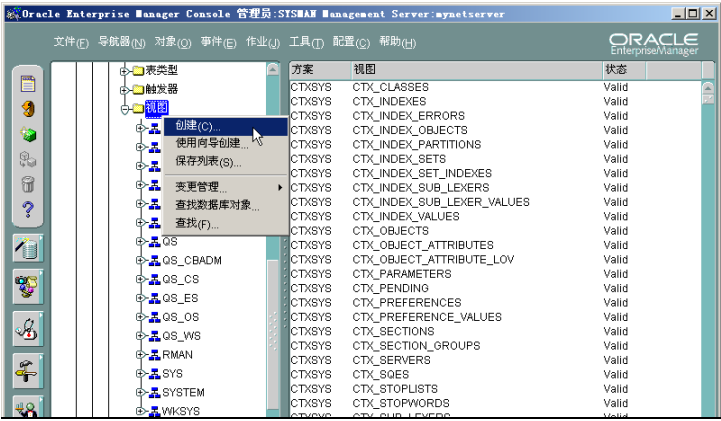 Oracle Enterprise Manager Console 管理员:SYSMAN Management Server:mynetserver
文件(F) 导航器(N) 对象(O) 事件(E) 作业(J) 工具(T) 配置(C) 帮助(H)
ORACLE
EnterpriseManager
表类型
触发器
视图
创建(C)...
使用向导创建...
保存列表(S)...
变更管理...
查找数据库对象...
查找(F)...
QS
QS_CBADM
QS_CS
QS_ES
QS_OS
QS_WS
RMAN
SYS
SYSTEM
WKSYS
方案 视图 状态
CTXSYS CTX_CLASSES Valid
CTXSYS CTX_INDEXES Valid
CTXSYS CTX_INDEX_ERRORS Valid
CTXSYS CTX_INDEX_OBJECTS Valid
CTXSYS CTX_INDEX_PARTITIONS Valid
CTXSYS CTX_INDEX_SETS Valid
CTXSYS CTX_INDEX_SET_INDEXES Valid
CTXSYS CTX_INDEX_SUB_LEXERS Valid
CTXSYS CTX_INDEX_SUB_LEXER_VALUES Valid
CTXSYS CTX_INDEX_VALUES Valid
CTXSYS CTX_OBJECTS Valid
CTXSYS CTX_OBJECT_ATTRIBUTES Valid
CTXSYS CTX_OBJECT_ATTRIBUTE_LOV Valid
CTXSYS CTX_PARAMETERS Valid
CTXSYS CTX_PENDING Valid
CTXSYS CTX_PREFERENCES Valid
CTXSYS CTX_PREFERENCE_VALUES Valid
CTXSYS CTX_SECTIONS Valid
CTXSYS CTX_SECTION_GROUPS Valid
CTXSYS CTX_SERVERS Valid
CTXSYS CTX_SQES Valid
CTXSYS CTX_STOPLISTS Valid
CTXSYS CTX_STOPWORDS Valid
CTXSYS CTX_SUB_LEXERS Valid